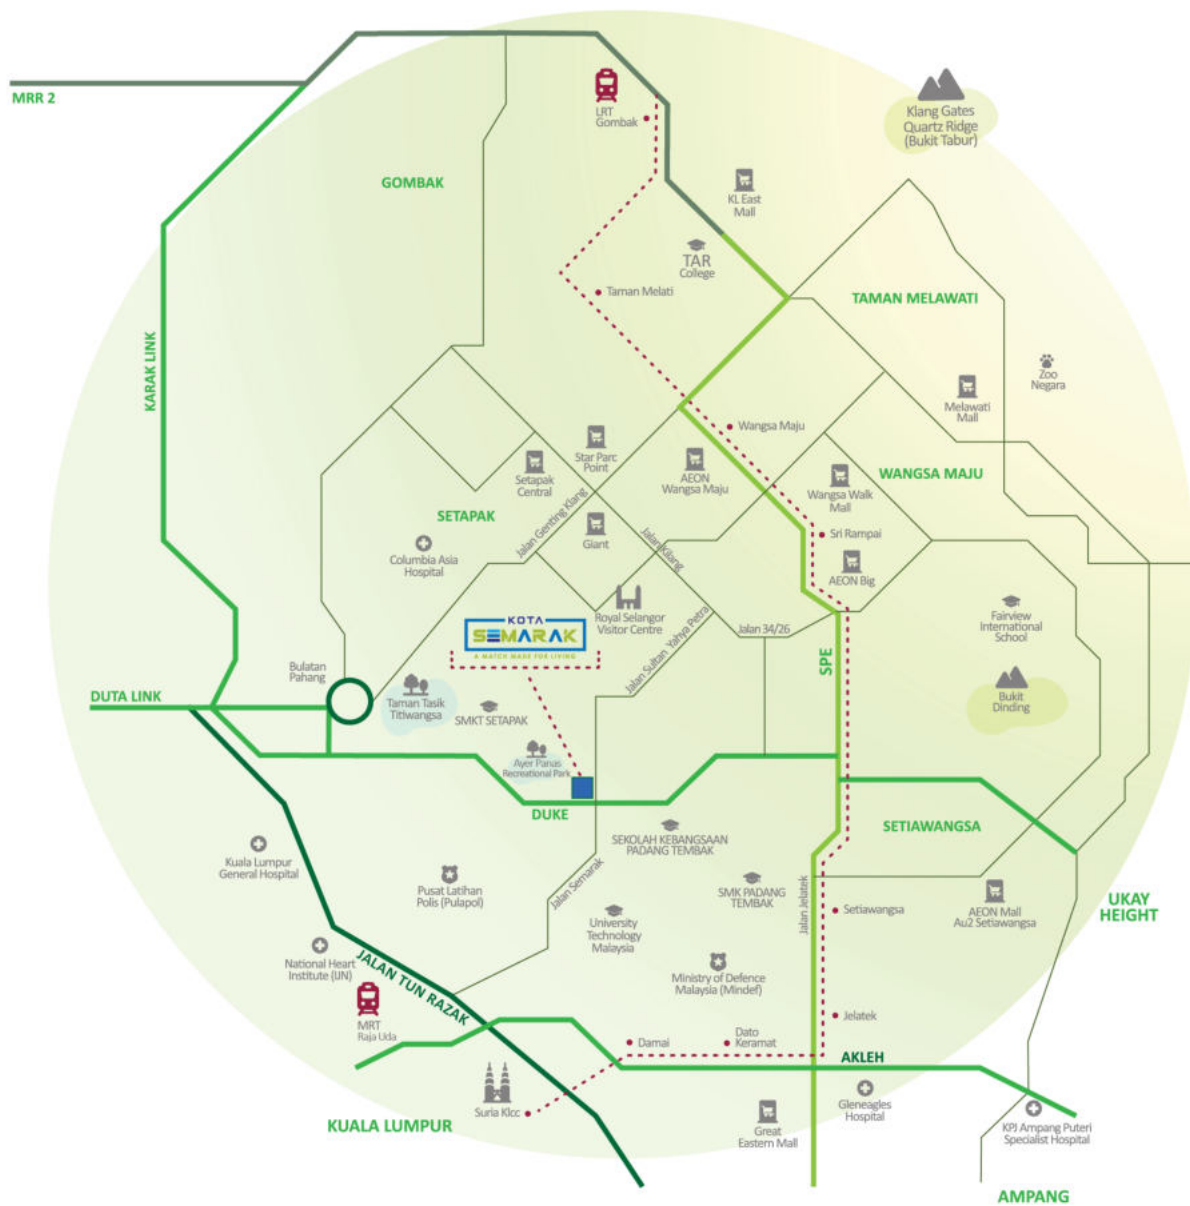 MRR 2
LRT
Gombak
Klang Gates
Quartz Ridge
(Bukit Tabur)
GOMBAK
KL East
Mall
TAR
College
Taman Melati
TAMAN MELAWATI
KARAK LINK
Zoo
Negara
Melawati
Mall
Wangsa Maju
Star Parc
Point
Setapak
Central
AEON
Wangsa Maju
WANGSA MAJU
Wangsa Walk
Mall
SETAPAK
Jalan Genting Klang
Giant
Jalan Kilang
Sri Rampai
Columbia Asia
Hospital
AEON Big
KOTA
SEMARAK
A MATCH MADE FOR LIVING
Royal Selangor
Visitor Centre
Jalan Sultan Yahya Petra
Jalan 34/26
Fairview
International
School
SPE
Bulatan
Pahang
DUTA LINK
Taman Tasik
Titiwangsa
SMKT SETAPAK
Bukit
Dinding
Ayer Panas
Recreational Park
DUKE
SETIAWANGSA
SEKOLAH KEBANGSAAN
PADANG TEMBAK
Kuala Lumpur
General Hospital
Pusat Latihan
Polis (Pulapol)
Jalan Semarak
SMK PADANG
TEMBAK
Jalan Jelatek
Setiawangsa
AEON Mall
Au2 Setiawangsa
UKAY
HEIGHT
University
Technology
Malaysia
National Heart
Institute (IJN)
JALAN TUN RAZAK
Ministry of Defence
Malaysia (Mindef)
MRT
Raja Uda
Jelatek
Damai
Dato
Keramat
AKLEH
Suria Klcc
KUALA LUMPUR
Great
Eastern Mall
Gleneagles
Hospital
KPJ Ampang Puteri
Specialist Hospital
AMPANG